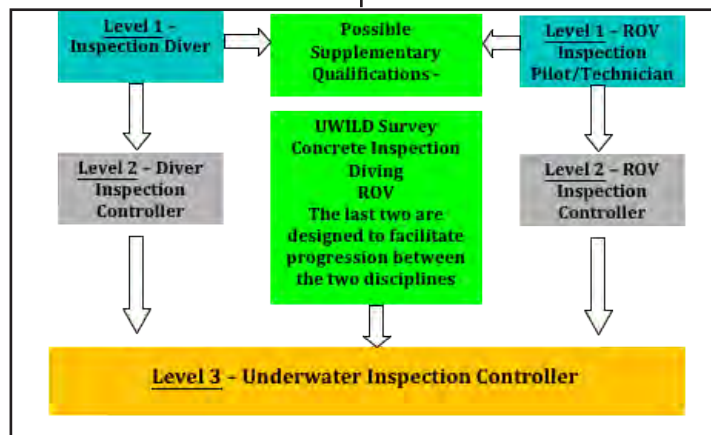 Level 1 –
Inspection Diver
Possible
Supplementary
Qualifications -
Level 1 – ROV
Inspection
Pilot/Technician
Level 2 – Diver
Inspection
Controller
UWILD Survey
Concrete Inspection
Diving
ROV
The last two are
designed to facilitate
progression between
the two disciplines
Level 2 – ROV
Inspection
Controller
Level 3 – Underwater Inspection Controller